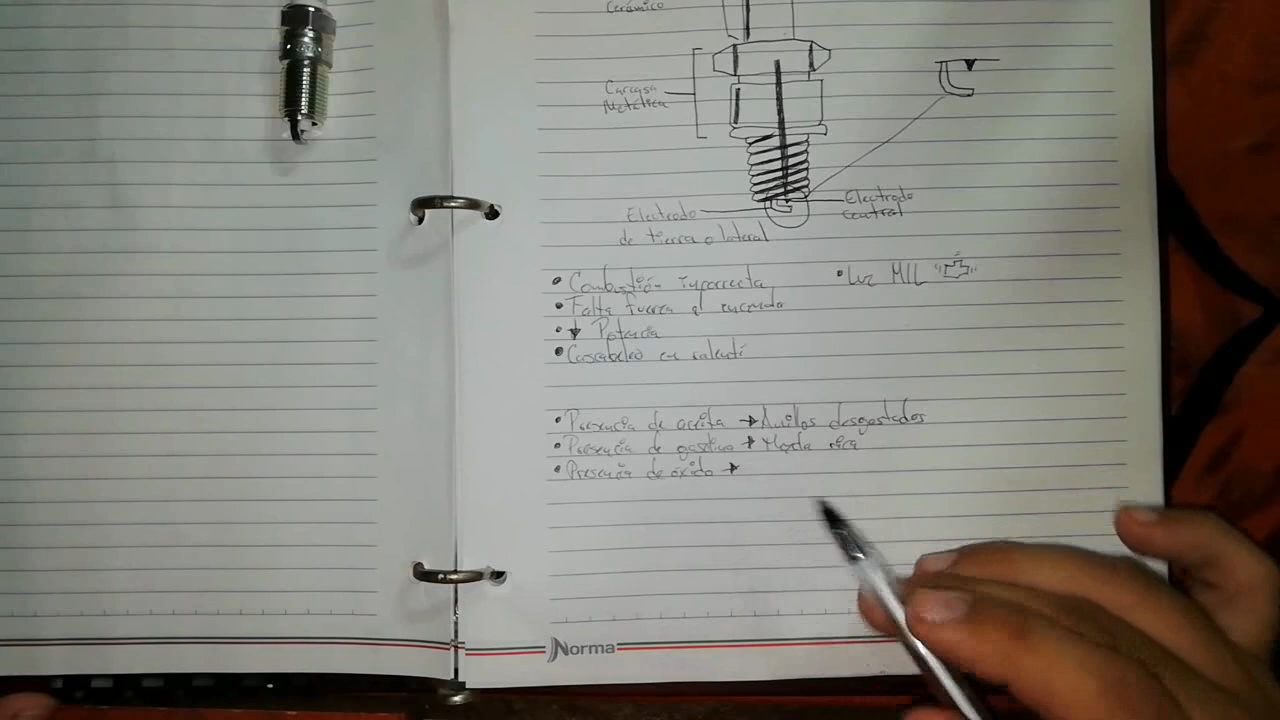 Cerámico
Carcasa
Metálica
Electrodo
central
Electrodo
de tierra o lateral
• Combustión incorrecta
• Luz MIL
• Falta fuerza al encender
• ↓ Potencia
• Cascabeleo en ralentí
• Presencia de aceite → Anillos desgastados
• Presencia de gasolina → Mezcla rica
• Presencia de óxido →
Norma